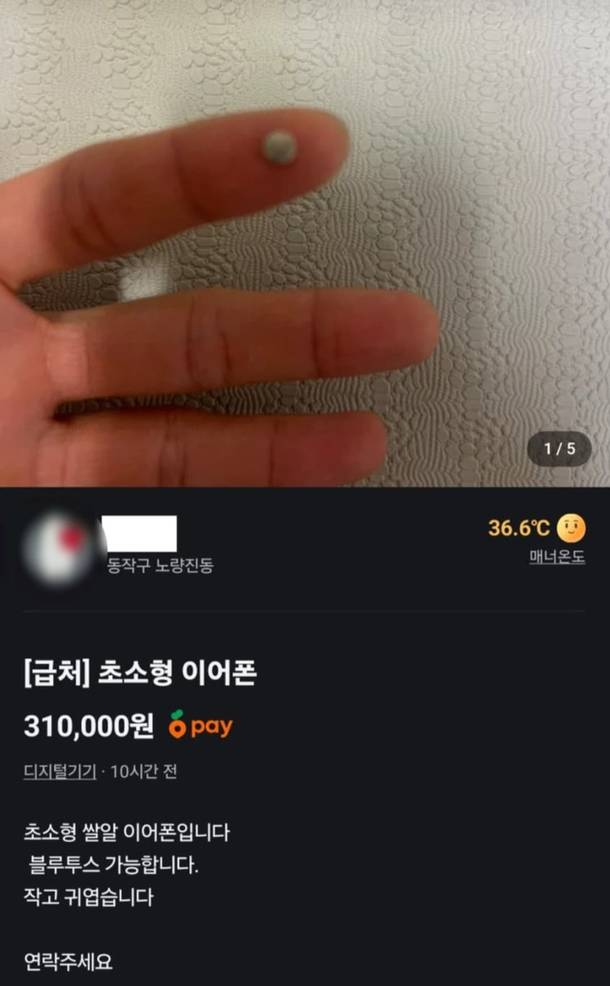 1 / 5
36.6℃
동작구 노량진동
매너온도
[급처] 초소형 이어폰
310,000원 pay
디지털기기 · 10시간 전
초소형 쌀알 이어폰입니다
블루투스 가능합니다.
작고 귀엽습니다
연락주세요